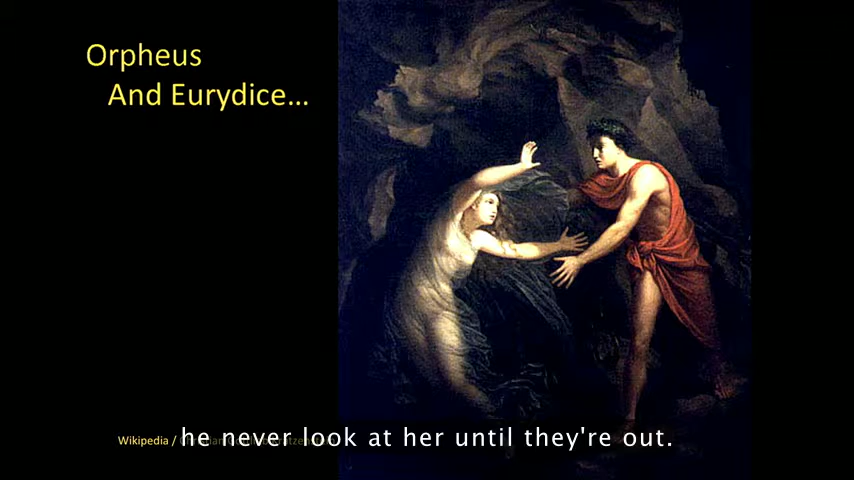 Orpheus
And Eurydice...
Wikipedia /
he never look at her until they're out.